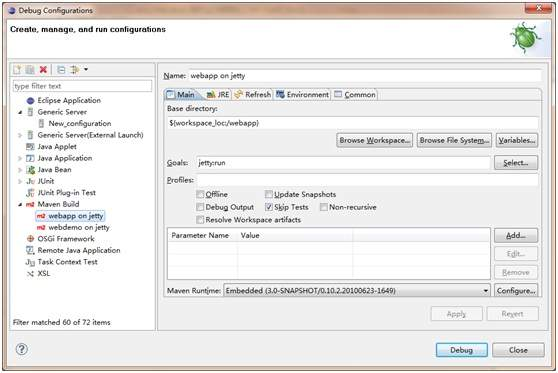 Debug Configurations
Create, manage, and run configurations
type filter text
Eclipse Application
Generic Server
New_configuration
Generic Server(External Launch)
Java Applet
Java Application
Java Bean
JUnit
JUnit Plug-in Test
Maven Build
m2 webapp on jetty
m2 webdemo on jetty
OSGi Framework
Remote Java Application
Task Context Test
XSL
Filter matched 60 of 72 items
Name: webapp on jetty
Main JRE Refresh Environment Common
Base directory:
${workspace_loc:/webapp}
Browse Workspace... Browse File System... Variables...
Goals: jetty:run Select...
Profiles:
Offline Update Snapshots
Debug Output Skip Tests Non-recursive
Resolve Workspace artifacts
Parameter Name Value Add...
Edit...
Remove
Maven Runtime: Embedded (3.0-SNAPSHOT/0.10.2.20100623-1649) Configure...
Apply Revert
? Debug Close